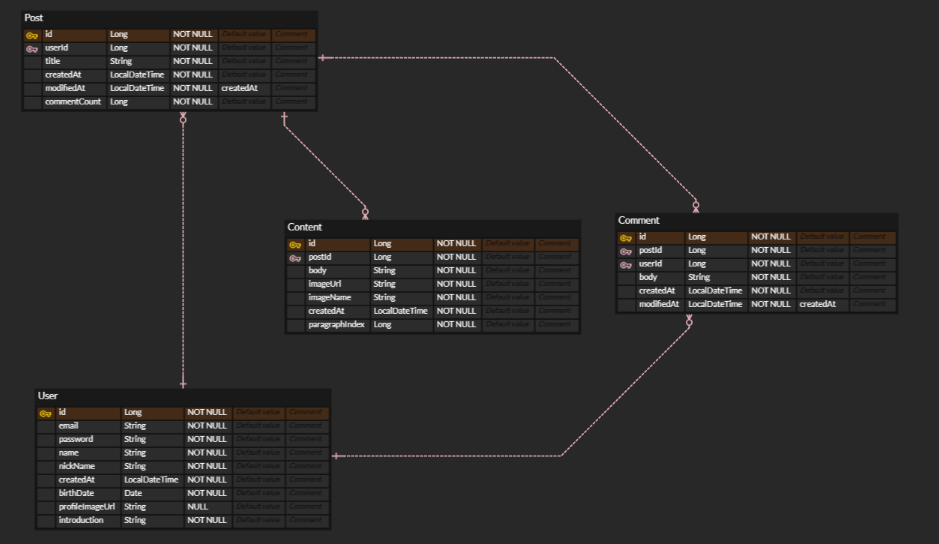 Post
id Long NOT NULL Default value Comment
userId Long NOT NULL Default value Comment
title String NOT NULL Default value Comment
createdAt LocalDateTime NOT NULL Default value Comment
modifiedAt LocalDateTime NOT NULL createdAt Comment
commentCount Long NOT NULL Default value Comment
Content
id Long NOT NULL Default value Comment
postId Long NOT NULL Default value Comment
body String NOT NULL Default value Comment
imageUrl String NOT NULL Default value Comment
imageName String NOT NULL Default value Comment
createdAt LocalDateTime NOT NULL Default value Comment
paragraphIndex Long NOT NULL Default value Comment
Comment
id Long NOT NULL Default value Comment
postId Long NOT NULL Default value Comment
userId Long NOT NULL Default value Comment
body String NOT NULL Default value Comment
createdAt LocalDateTime NOT NULL Default value Comment
modifiedAt LocalDateTime NOT NULL createdAt Comment
User
id Long NOT NULL Default value Comment
email String NOT NULL Default value Comment
password String NOT NULL Default value Comment
name String NOT NULL Default value Comment
nickName String NOT NULL Default value Comment
createdAt LocalDateTime NOT NULL Default value Comment
birthDate Date NOT NULL Default value Comment
profileImageUrl String NULL Default value Comment
introduction String NOT NULL Default value Comment